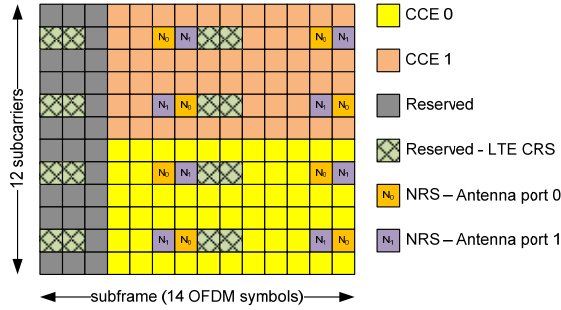 CCE 0
N₀ N₁ N₀ N₁
CCE 1
N₁ N₀ N₁ N₀
Reserved
12 subcarriers
Reserved - LTE CRS
N₀ N₁ N₀ N₁
N₀ NRS – Antenna port 0
N₁ N₀ N₁ N₀
N₁ NRS – Antenna port 1
subframe (14 OFDM symbols)